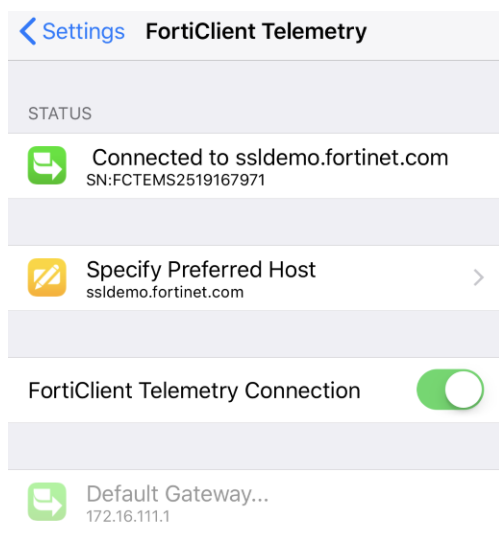 Settings FortiClient Telemetry
STATUS
Connected to ssldemo.fortinet.com
SN:FCTEMS2519167971
Specify Preferred Host
ssldemo.fortinet.com
FortiClient Telemetry Connection
Default Gateway...
172.16.111.1